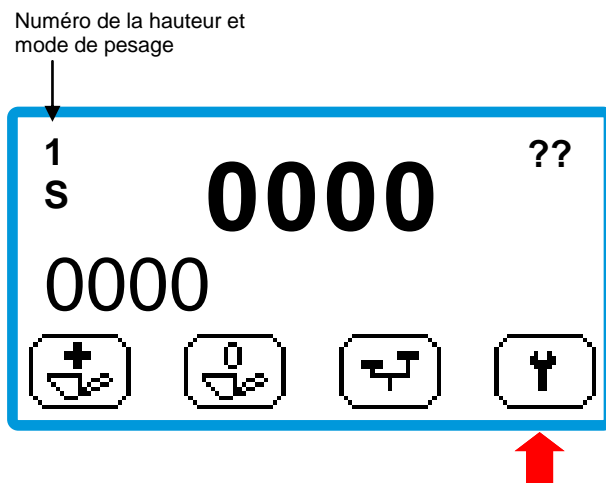 Numéro de la hauteur et
mode de pesage
1
??
S
0000
0000
0